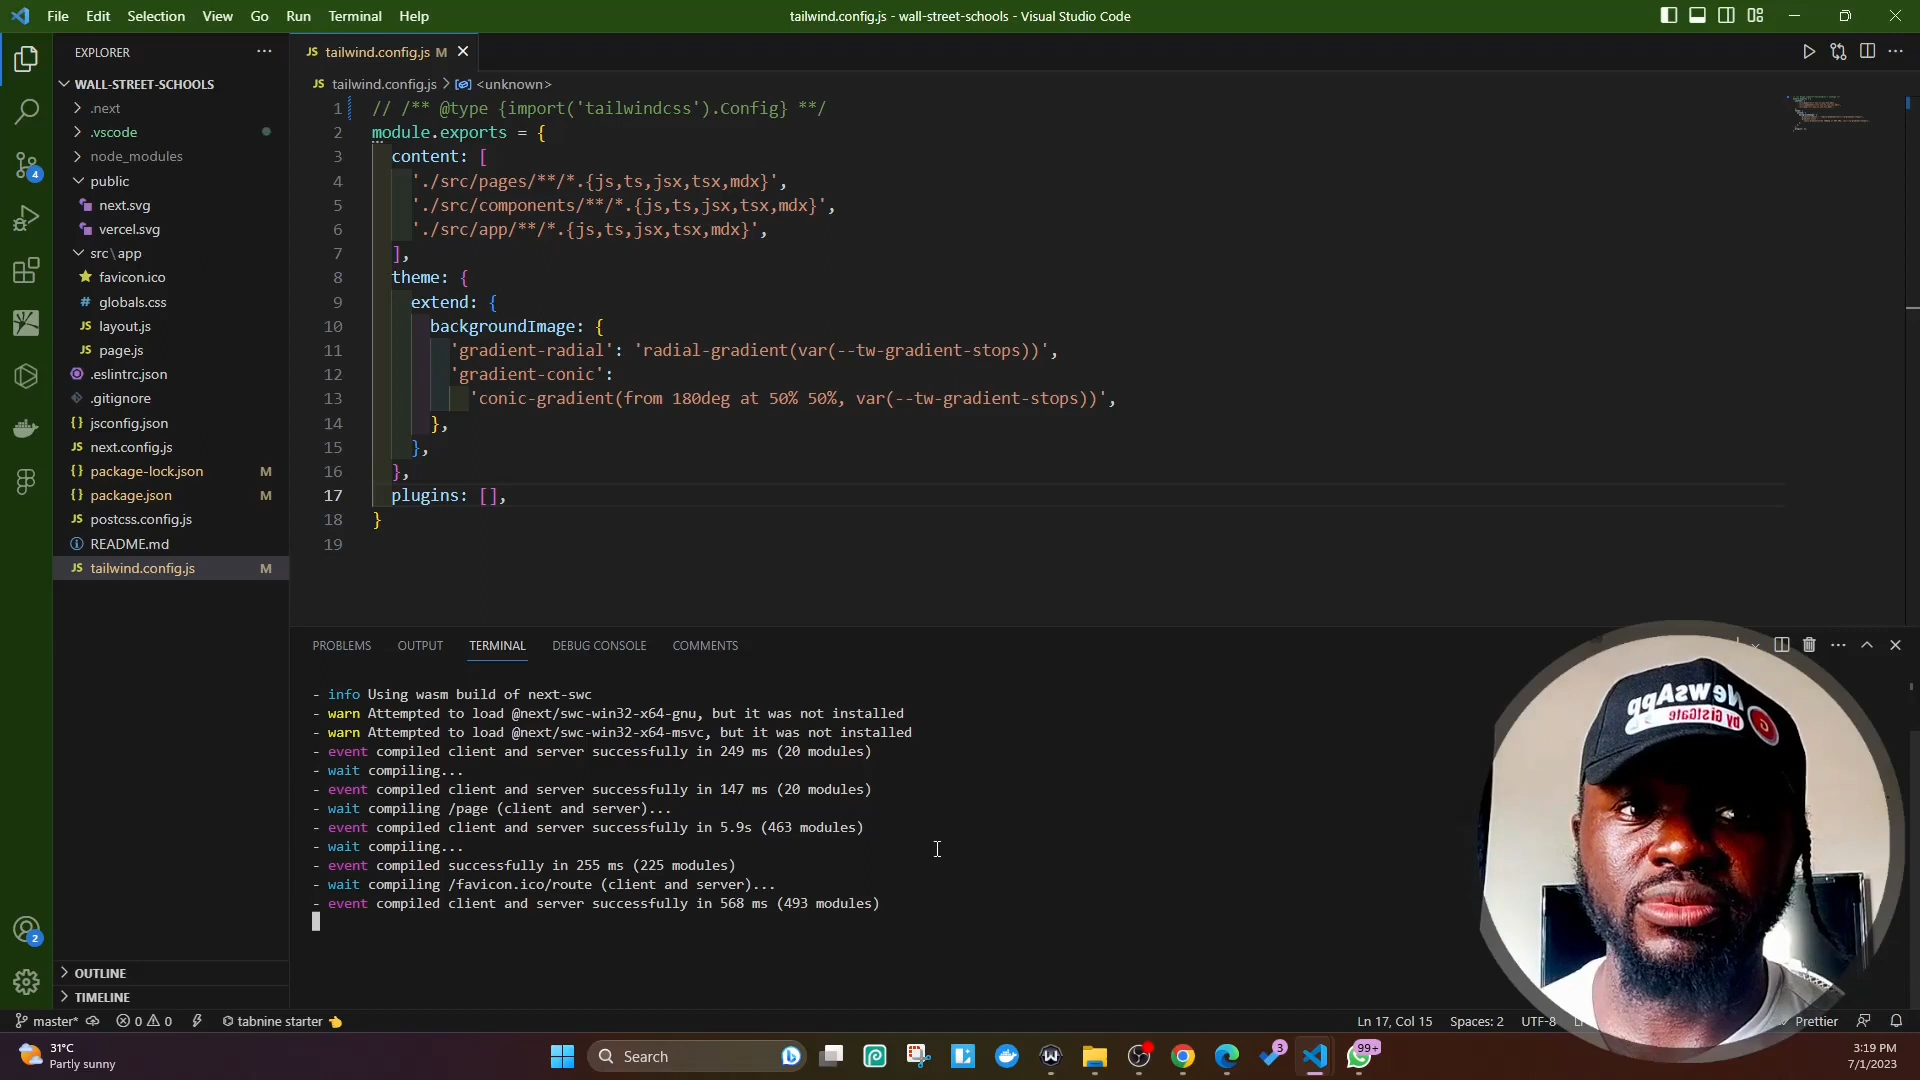 File Edit Selection View Go Run Terminal Help
tailwind.config.js - wall-street-schools - Visual Studio Code
EXPLORER
WALL-STREET-SCHOOLS
.next
.vscode
node_modules
public
next.svg
vercel.svg
src\app
favicon.ico
globals.css
layout.js
page.js
.eslintrc.json
.gitignore
jsconfig.json
next.config.js
package-lock.json M
package.json M
postcss.config.js
README.md
tailwind.config.js M
OUTLINE
TIMELINE
4
2
JS tailwind.config.js M
JS tailwind.config.js > <unknown>
1 // /** @type {import('tailwindcss').Config} **/
2 module.exports = {
3 content: [
4 './src/pages/**/*.{js,ts,jsx,tsx,mdx}',
5 './src/components/**/*.{js,ts,jsx,tsx,mdx}',
6 './src/app/**/*.{js,ts,jsx,tsx,mdx}',
7 ],
8 theme: {
9 extend: {
10 backgroundImage: {
11 'gradient-radial': 'radial-gradient(var(--tw-gradient-stops))',
12 'gradient-conic':
13 'conic-gradient(from 180deg at 50% 50%, var(--tw-gradient-stops))',
14 },
15 },
16 },
17 plugins: [],
18 }
19
PROBLEMS OUTPUT TERMINAL DEBUG CONSOLE COMMENTS
- info Using wasm build of next-swc
- warn Attempted to load @next/swc-win32-x64-gnu, but it was not installed
- warn Attempted to load @next/swc-win32-x64-msvc, but it was not installed
- event compiled client and server successfully in 249 ms (20 modules)
- wait compiling...
- event compiled client and server successfully in 147 ms (20 modules)
- wait compiling /page (client and server)...
- event compiled client and server successfully in 5.9s (463 modules)
- wait compiling...
- event compiled successfully in 255 ms (225 modules)
- wait compiling /favicon.ico/route (client and server)...
- event compiled client and server successfully in 568 ms (493 modules)
NewsApp
by GistGate
master* 0 0 tabnine starter Ln 17, Col 15 Spaces: 2 UTF-8 Prettier
31°C
Partly sunny
Search
3
99+
3:19 PM
7/1/2023